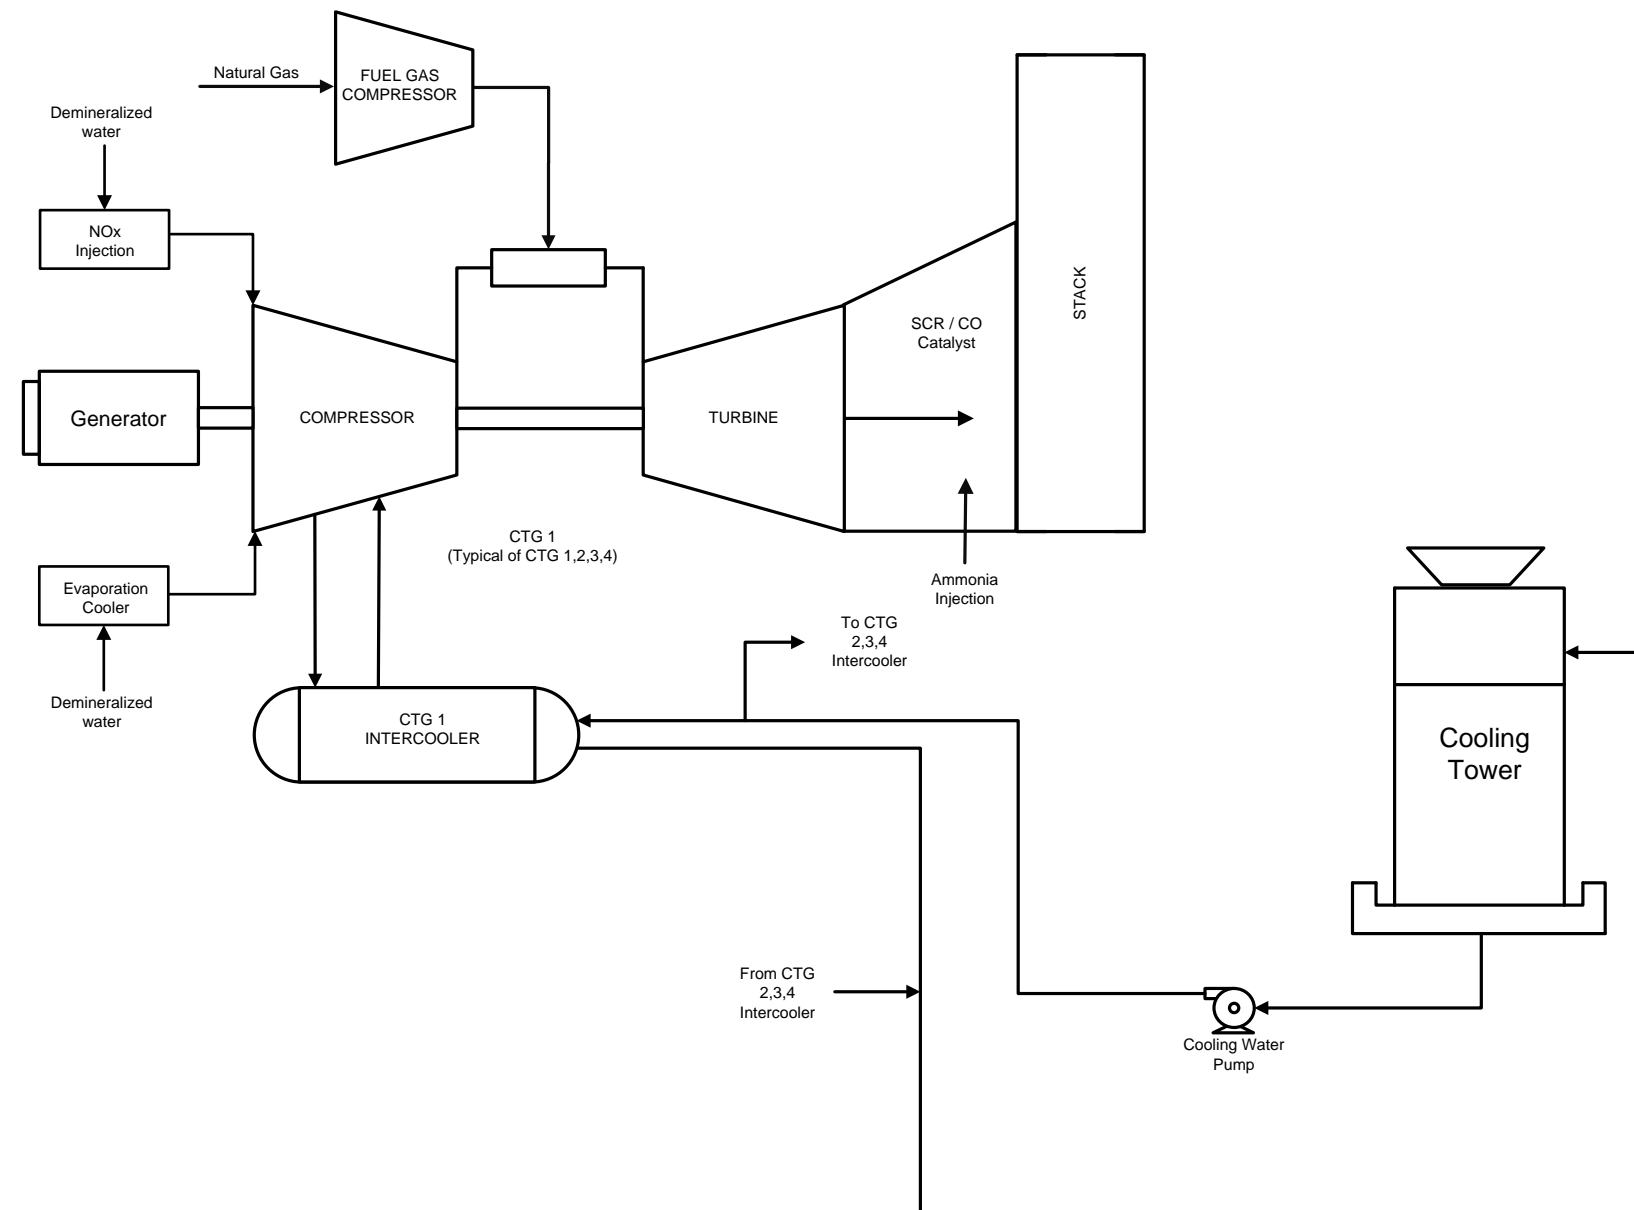 Natural Gas
FUEL GAS
COMPRESSOR
Demineralized
water
NOx
Injection
STACK
SCR / CO
Catalyst
Generator
COMPRESSOR
TURBINE
CTG 1
(Typical of CTG 1,2,3,4)
Ammonia
Injection
Evaporation
Cooler
To CTG
2,3,4
Intercooler
Demineralized
water
CTG 1
INTERCOOLER
Cooling
Tower
From CTG
2,3,4
Intercooler
Cooling Water
Pump